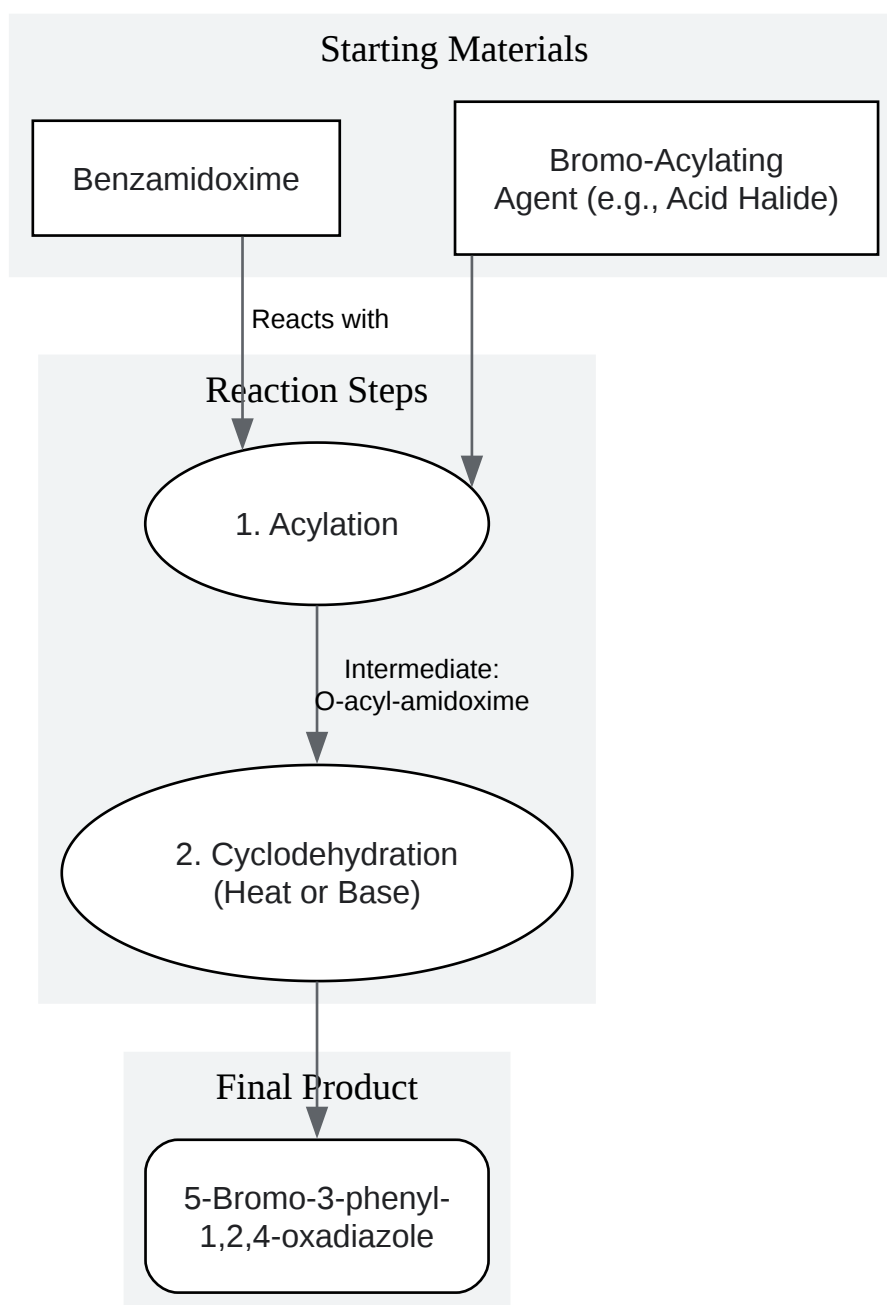 Starting Materials
Benzamidoxime
Bromo-Acylating
Agent (e.g., Acid Halide)
Reacts with
Reaction Steps
1. Acylation
Intermediate:
O-acyl-amidoxime
2. Cyclodehydration
(Heat or Base)
Final Product
5-Bromo-3-phenyl-
1,2,4-oxadiazole